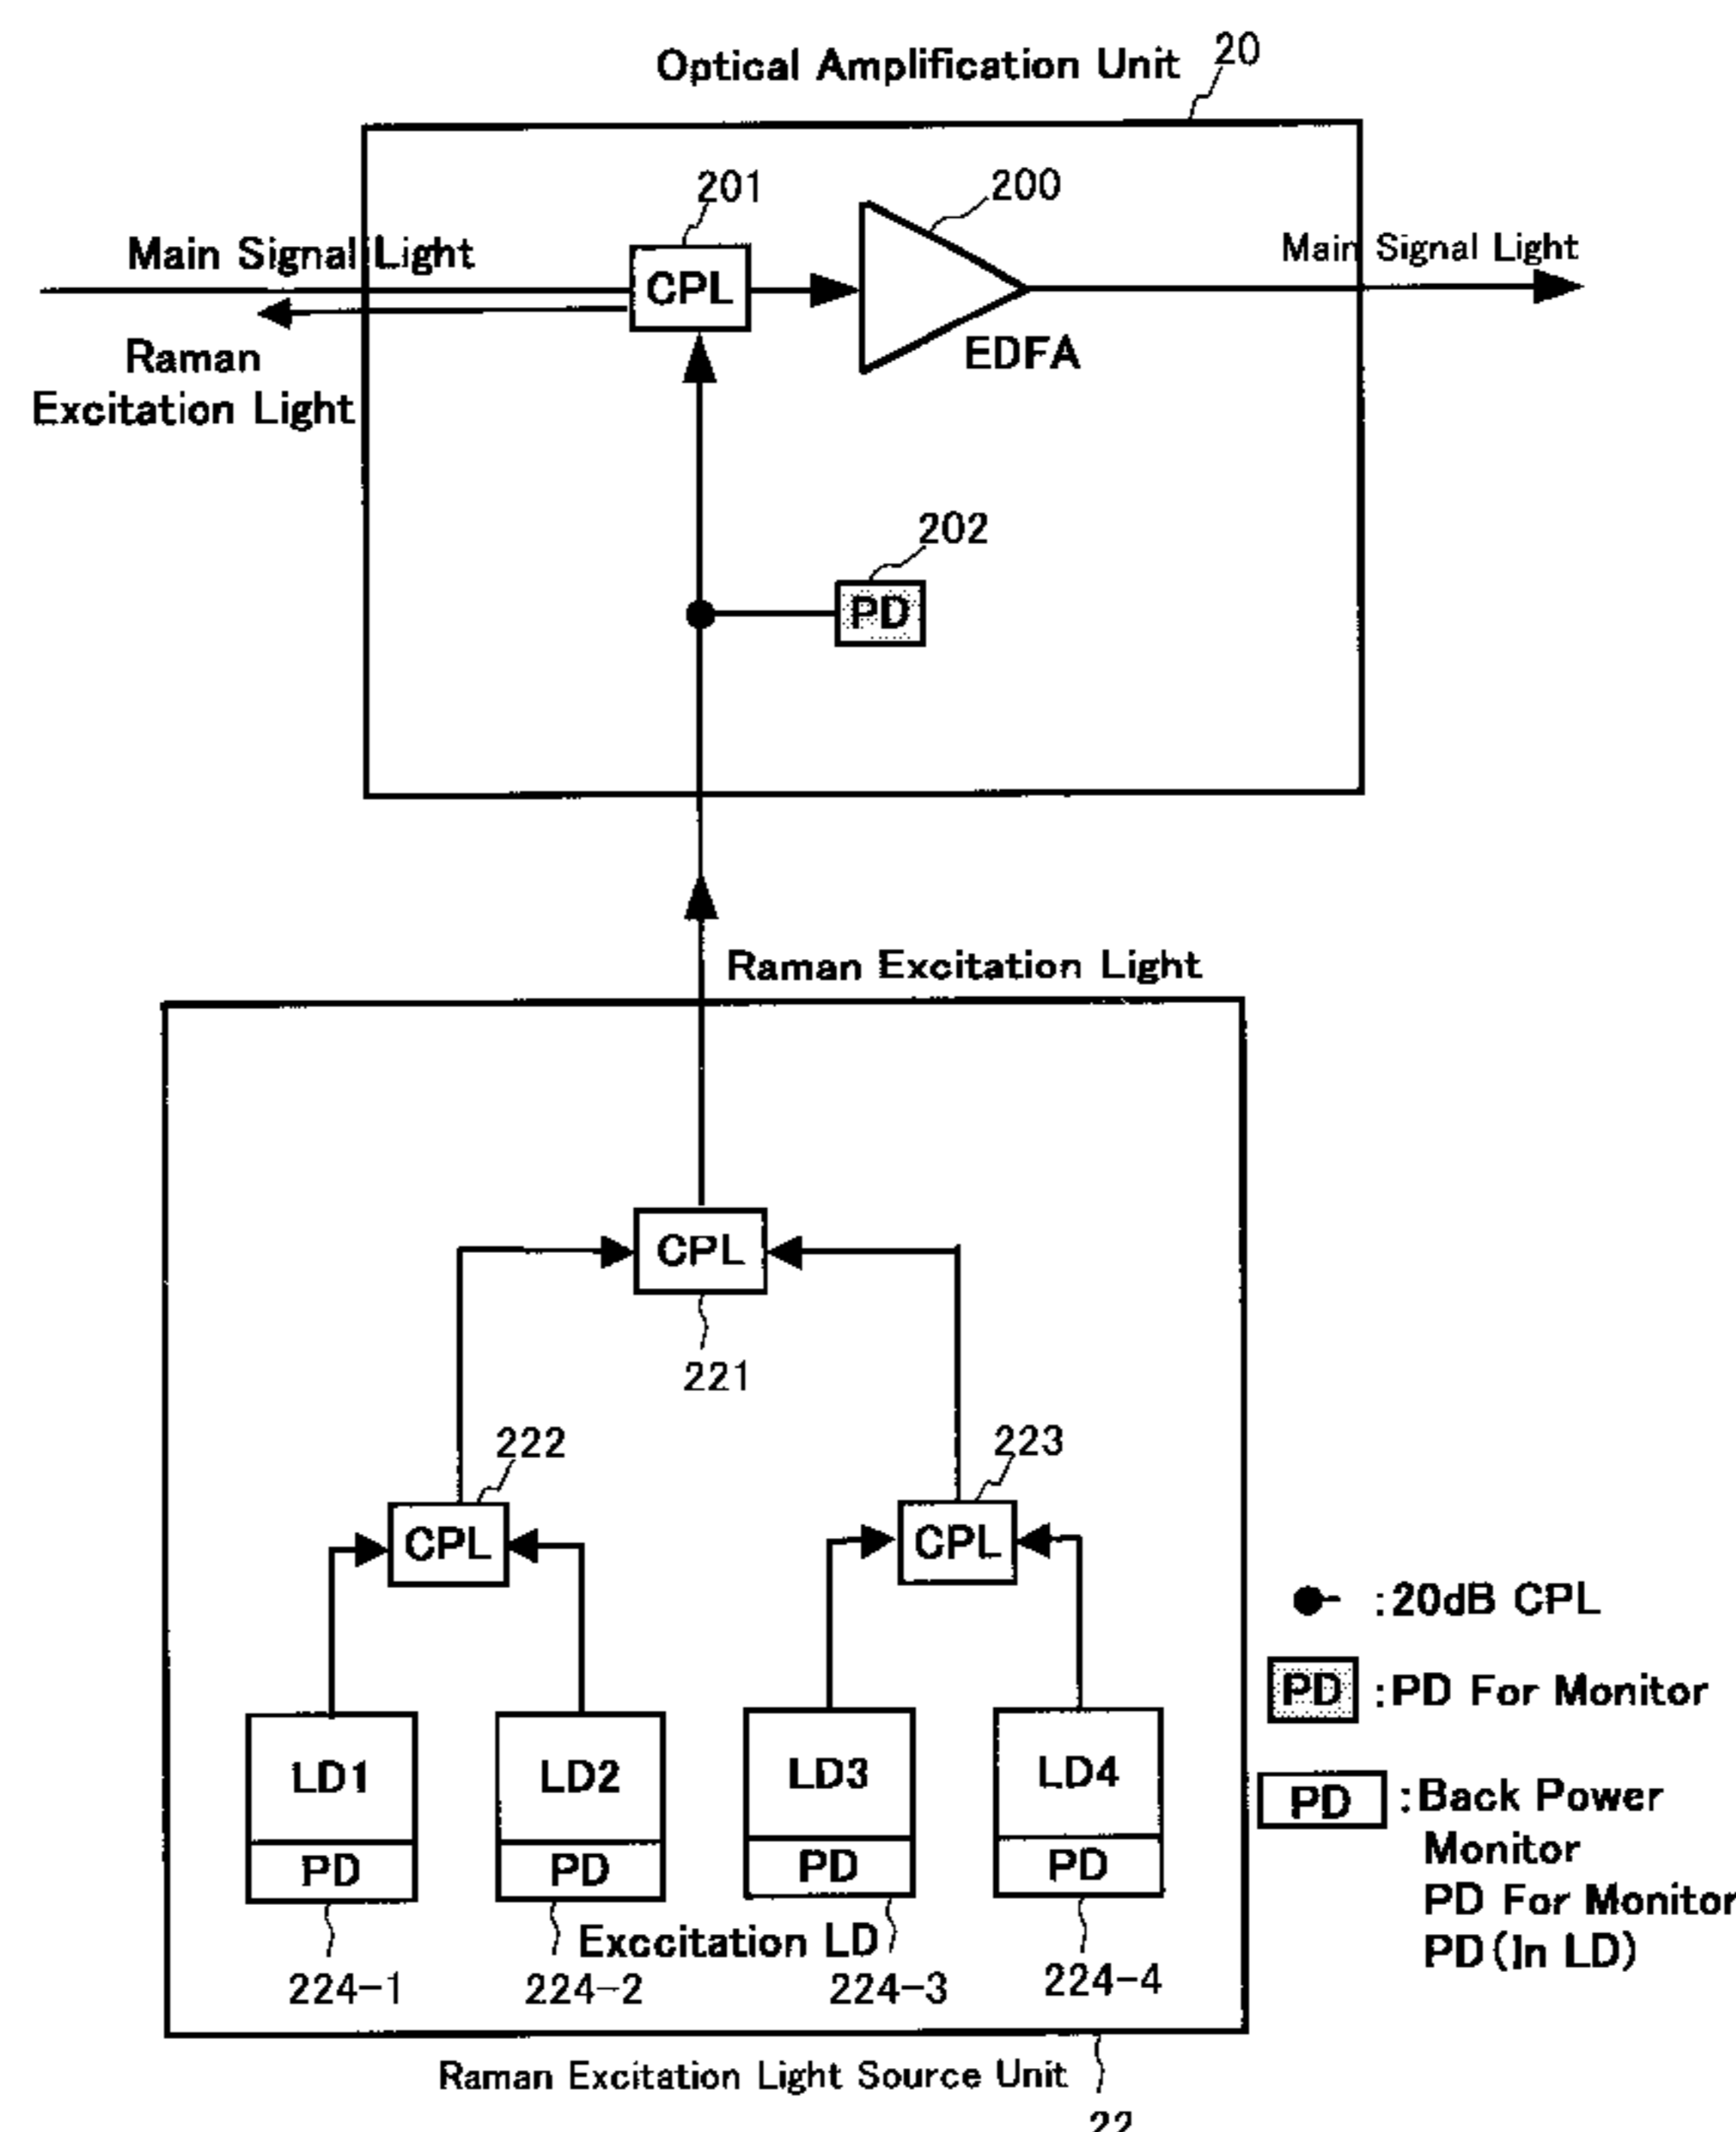 Optical Amplification Unit 20
201
200
Main Signal Light
Main Signal Light
CPL
EDFA
Raman
Excitation Light
202
PD
Raman Excitation Light
CPL
221
222
223
CPL
CPL
:20dB CPL
PD :PD For Monitor
LD1
LD2
LD3
LD4
PD
PD
PD
PD
PD :Back Power
Monitor
PD For Monitor
PD(In LD)
Exccitation LD
224-1
224-2
224-3
224-4
Raman Excitation Light Source Unit
22